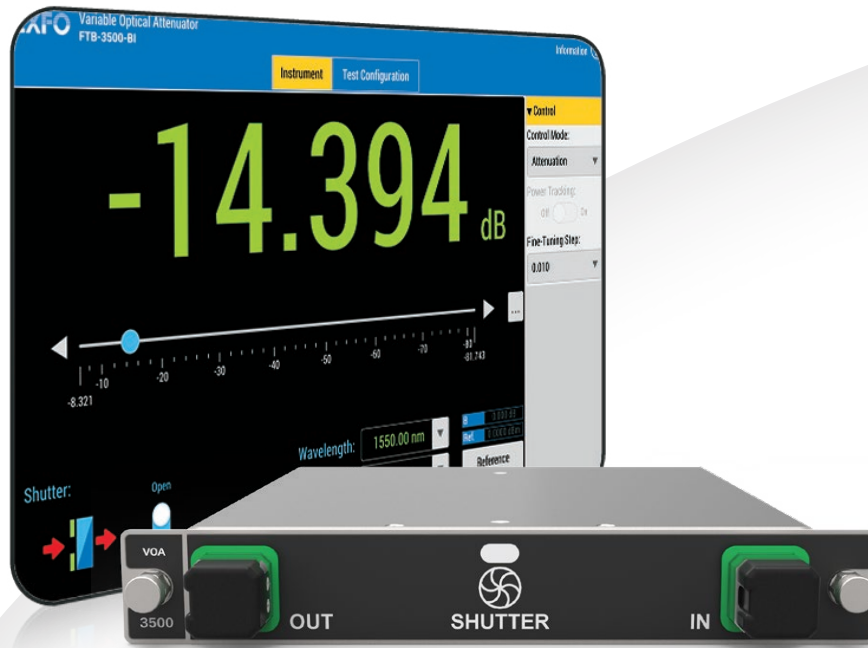 EXFO Variable Optical Attenuator
FTB-3500-BI
Information
Instrument Test Configuration
▼ Control
Control Mode:
Attenuation
Power Tracking:
Off On
Fine-Tuning Step:
0.010
-14.394 dB
...
-8.321 -10 -20 -30 -40 -50 -60 -70 -80 -81.743
Wavelength: 1550.00 nm
Ref.
Reference
Shutter: Open
VOA
3500
OUT
SHUTTER
IN